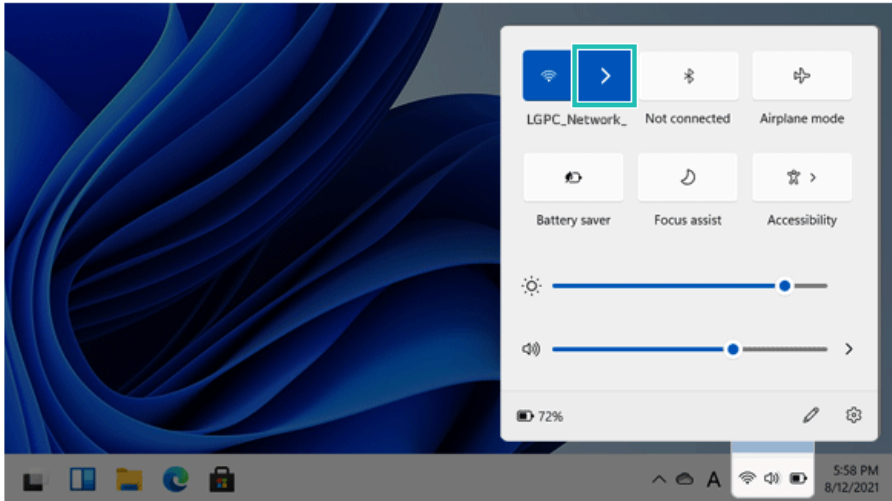 LGPC_Network_
Not connected
Airplane mode
Battery saver
Focus assist
Accessibility
72%
A
5:58 PM
8/12/2021